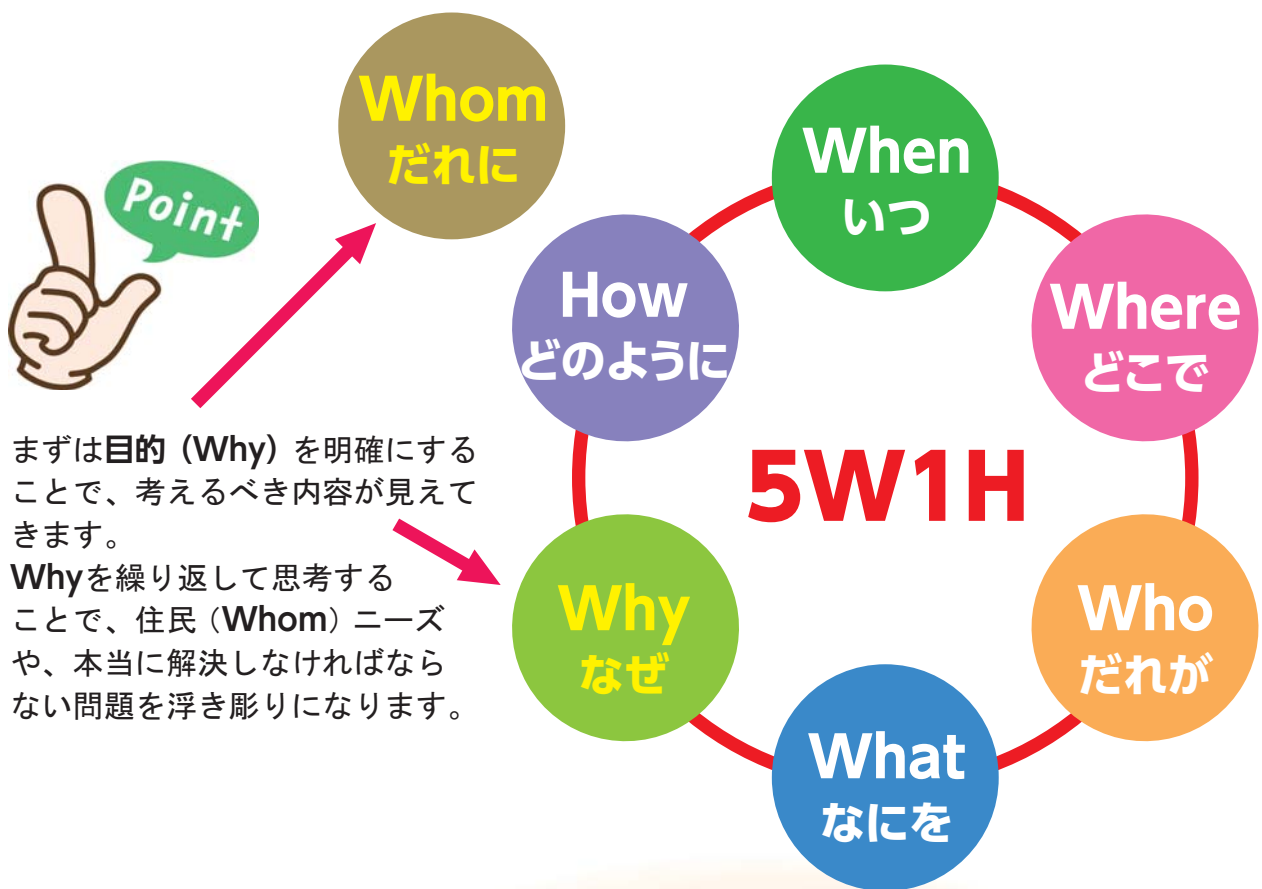 Whom
だれに
Point
When
いつ
How
どのように
Where
どこで
まずは目的（Why）を明確にする
ことで、考えるべき内容が見えて
きます。
Whyを繰り返して思考する
ことで、住民（Whom）ニーズ
や、本当に解決しなければなら
ない問題を浮き彫りになります。
5W1H
Why
なぜ
Who
だれが
What
なにを